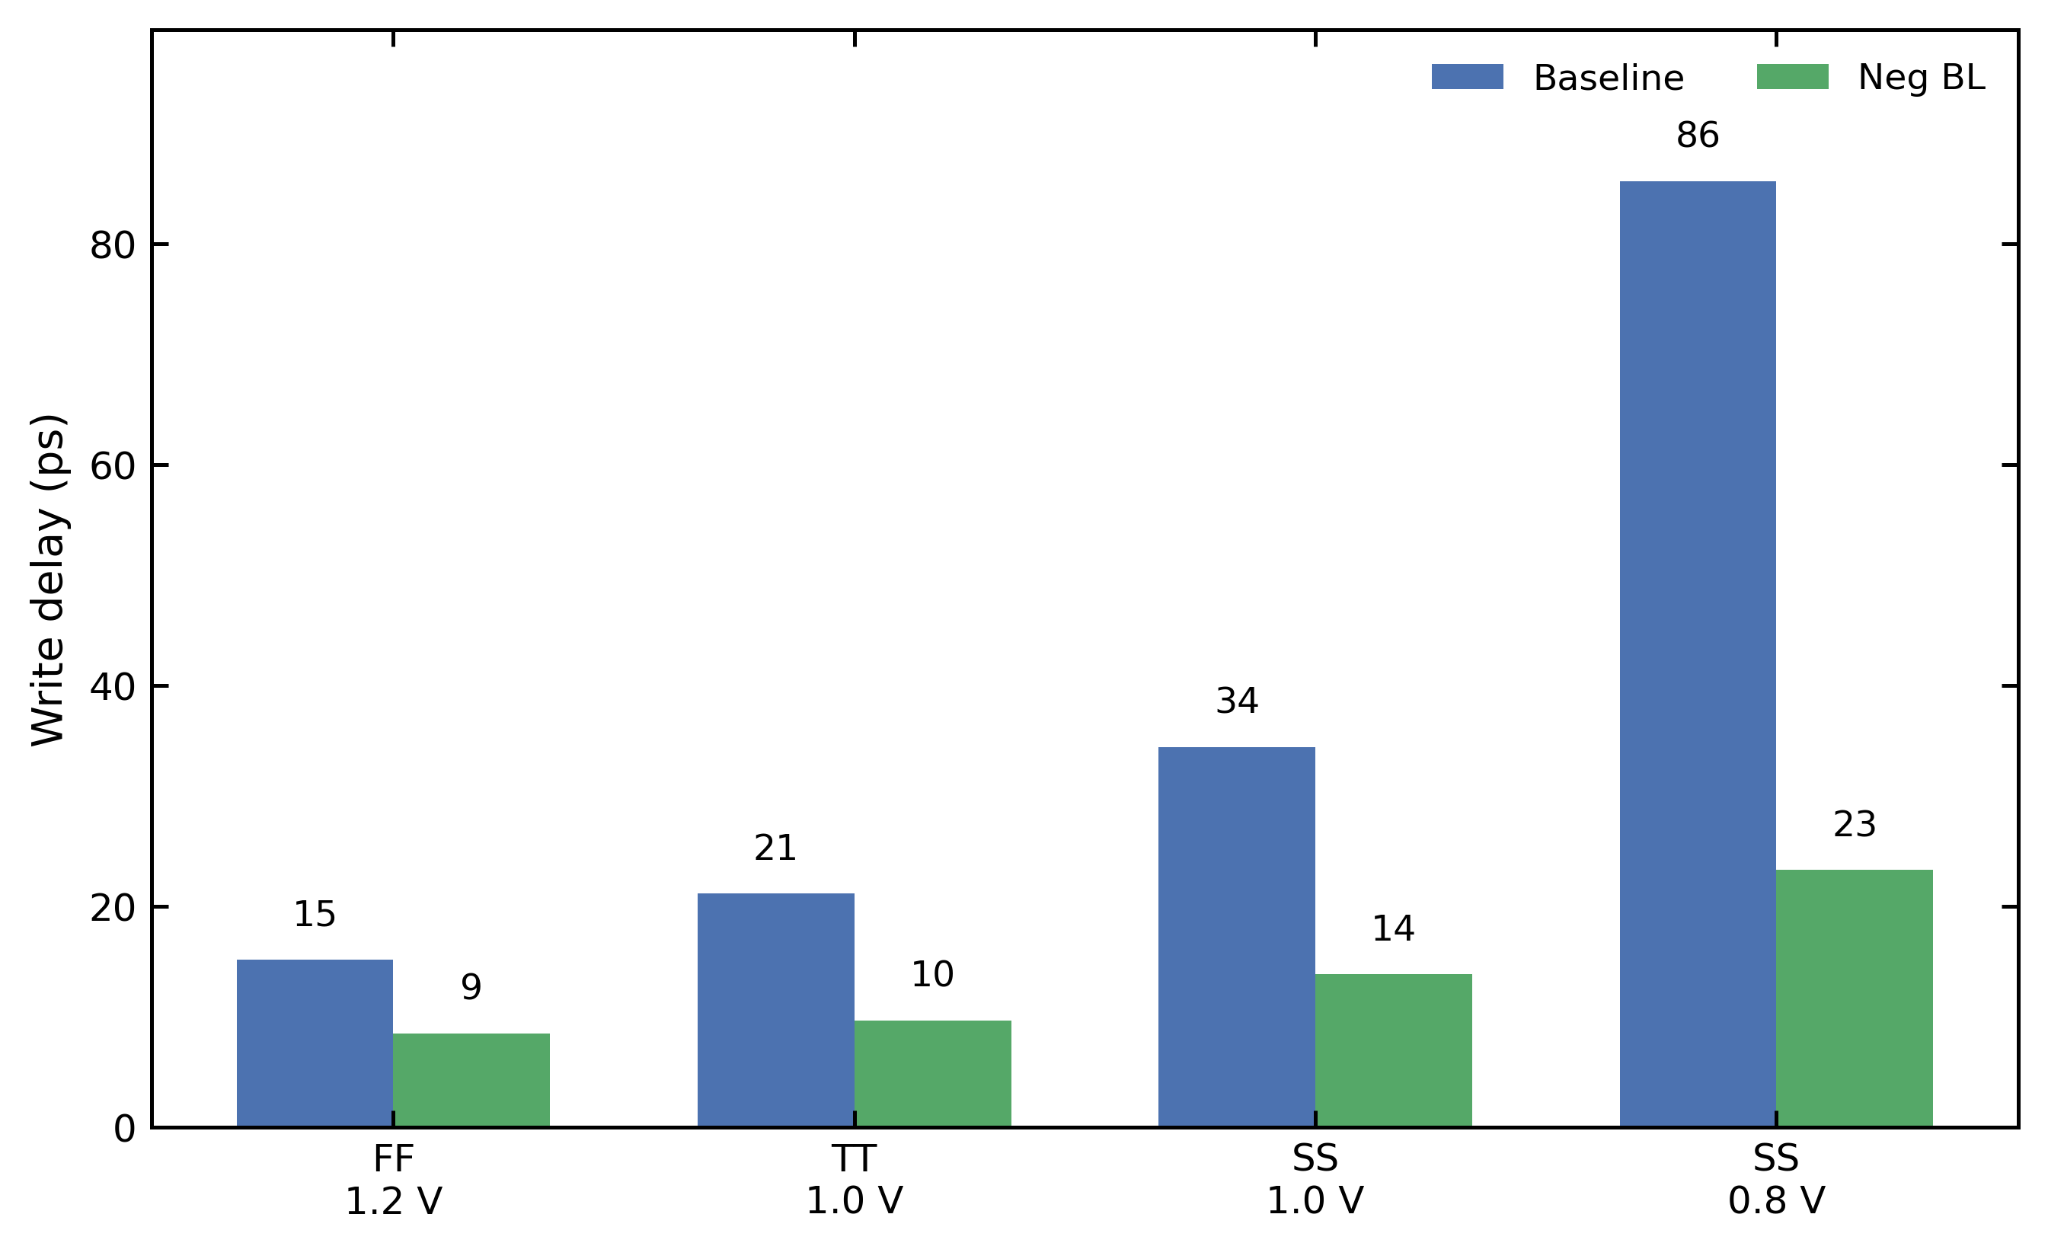 Baseline
Neg BL
86
80
60
40
20
0
Write delay (ps)
34
23
21
15
14
10
9
FF
1.2 V
TT
1.0 V
SS
1.0 V
SS
0.8 V